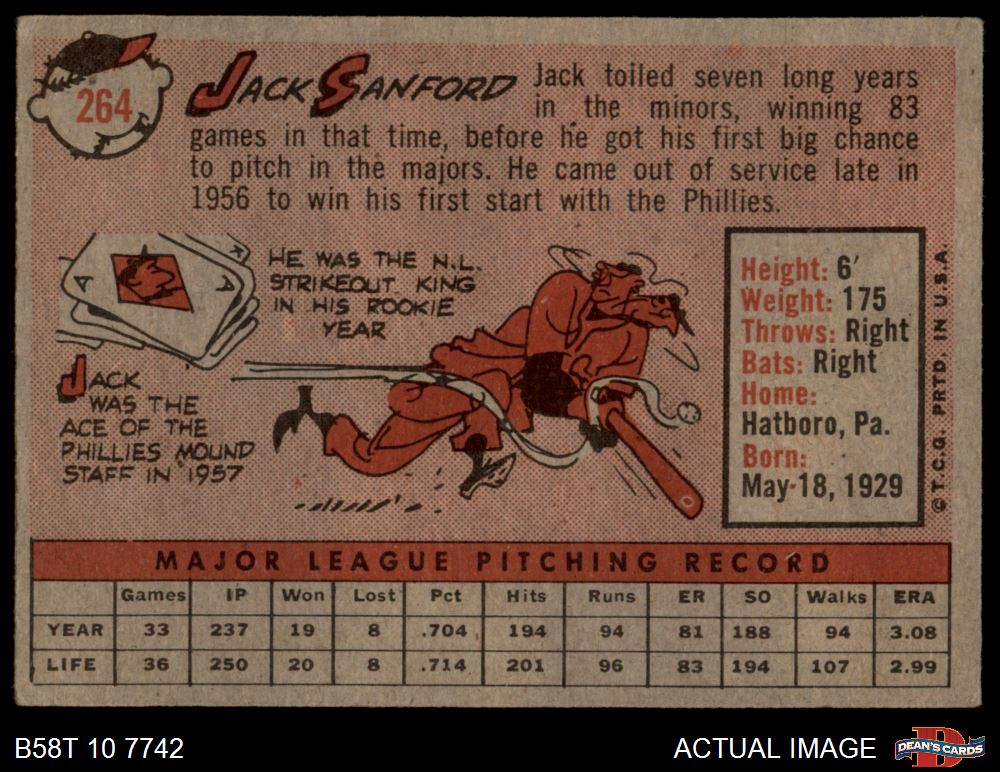 264
JACK SANFORD
Jack toiled seven long years
in the minors, winning 83
games in that time, before he got his first big chance
to pitch in the majors. He came out of service late in
1956 to win his first start with the Phillies.
A
K
A
HE WAS THE N.L.
STRIKEOUT KING
IN HIS ROOKIE
YEAR
JACK
WAS THE
ACE OF THE
PHILLIES MOUND
STAFF IN 1957
Height: 6'
Weight: 175
Throws: Right
Bats: Right
Home:
Hatboro, Pa.
Born:
May 18, 1929
© T.C.G. PRTD. IN U.S.A.
MAJOR LEAGUE PITCHING RECORD
Games IP Won Lost Pct Hits Runs ER SO Walks ERA
YEAR 33 237 19 8 .704 194 94 81 188 94 3.08
LIFE 36 250 20 8 .714 201 96 83 194 107 2.99
B58T 10 7742
ACTUAL IMAGE
D
DEAN'S CARDS